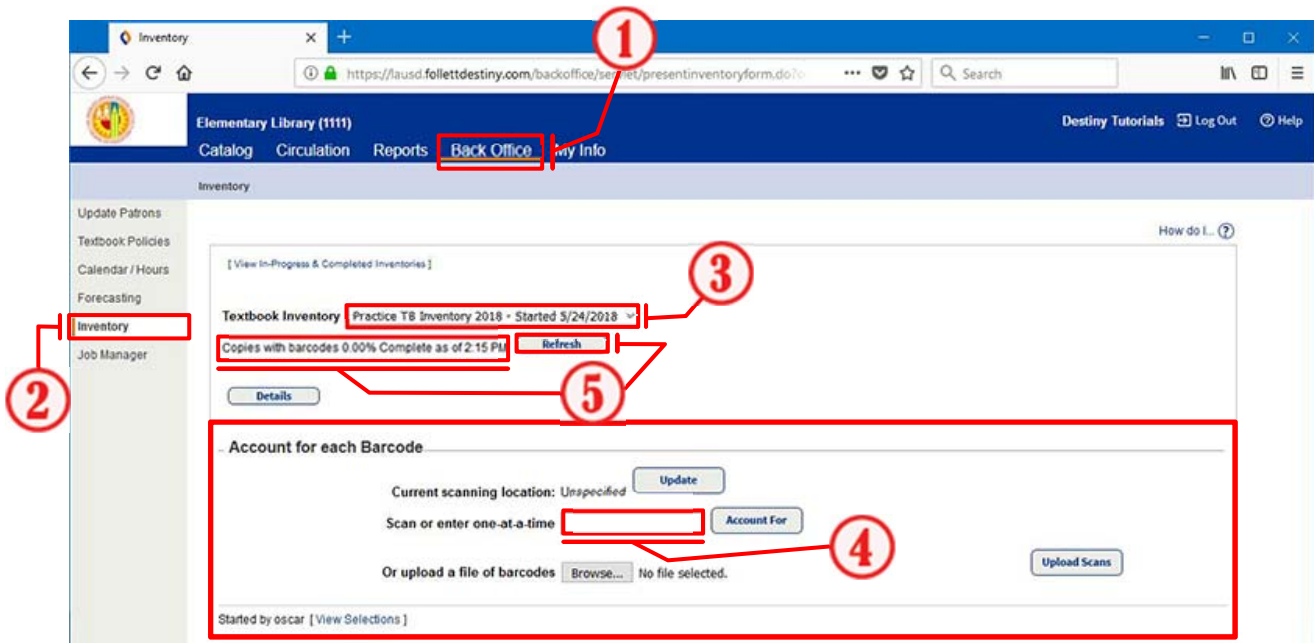 1
Inventory
https://lausd.follettdestiny.com/backoffice/servlet/presentinventoryform.do?
Search
Elementary Library (1111)
Destiny Tutorials Log Out Help
Catalog Circulation Reports Back Office My Info
Inventory
Update Patrons
Textbook Policies
Calendar / Hours
Forecasting
Inventory
Job Manager
2
How do I... ?
[ View In-Progress & Completed Inventories ]
3
Textbook Inventory Practice TB Inventory 2018 - Started 5/24/2018
Copies with barcodes 0.00% Complete as of 2:15 PM Refresh
5
Details
Account for each Barcode
Current scanning location: Unspecified Update
Scan or enter one-at-a-time Account For
4
Or upload a file of barcodes Browse... No file selected. Upload Scans
Started by oscar [ View Selections ]